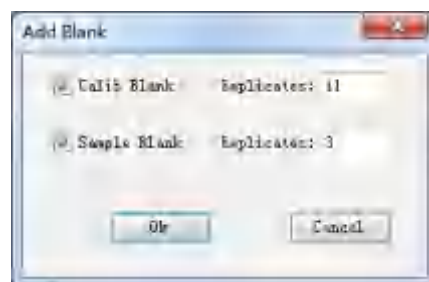 Add Blank
Calib Blank Replicates: 11
Sample Blank Replicates: 3
Ok Cancel